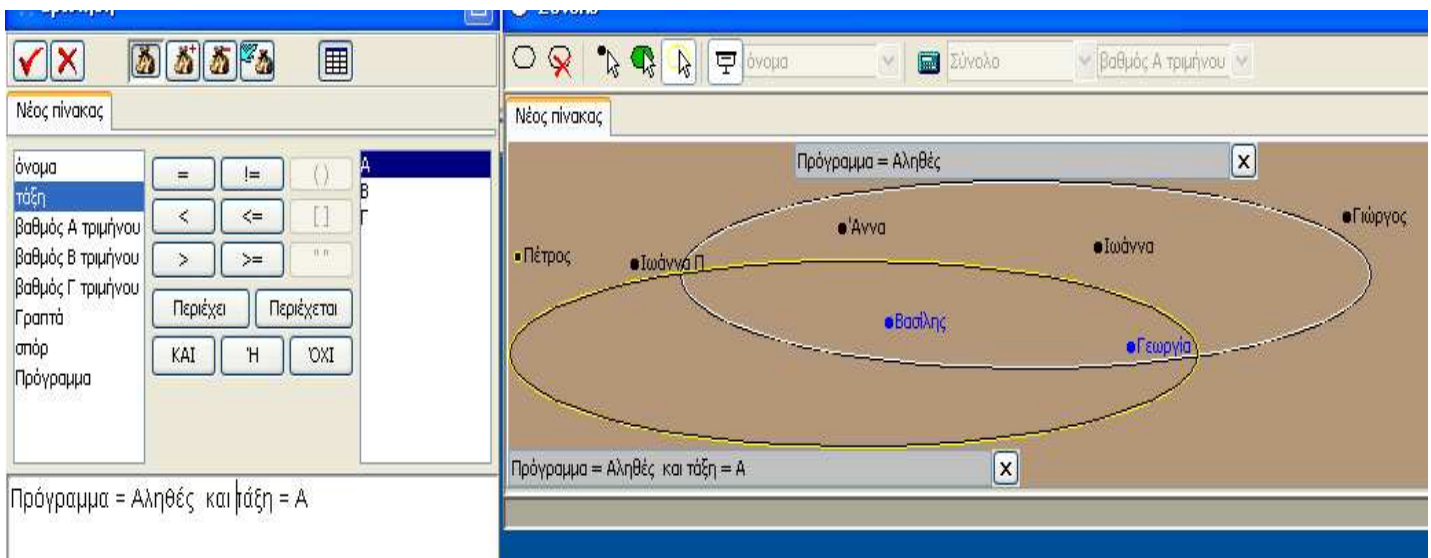 Νέος πίνακας
όνομα
τάξη
βαθμός Α τριμήνου
βαθμός Β τριμήνου
βαθμός Γ τριμήνου
Γραπτά
σπόρ
Πρόγραμμα
= != ( )
< <= [ ]
> >= " "
Περιέχει Περιέχεται
ΚΑΙ Ή ΌΧΙ
Α
Β
Γ
Πρόγραμμα = Αληθές και τάξη = Α
όνομα Σύνολο βαθμός Α τριμήνου
Νέος πίνακας
Πρόγραμμα = Αληθές X
Γιώργος
Άννα
Ιωάννα
Πέτρος
Ιωάννα Π
Βασίλης
Γεωργία
Πρόγραμμα = Αληθές και τάξη = Α X